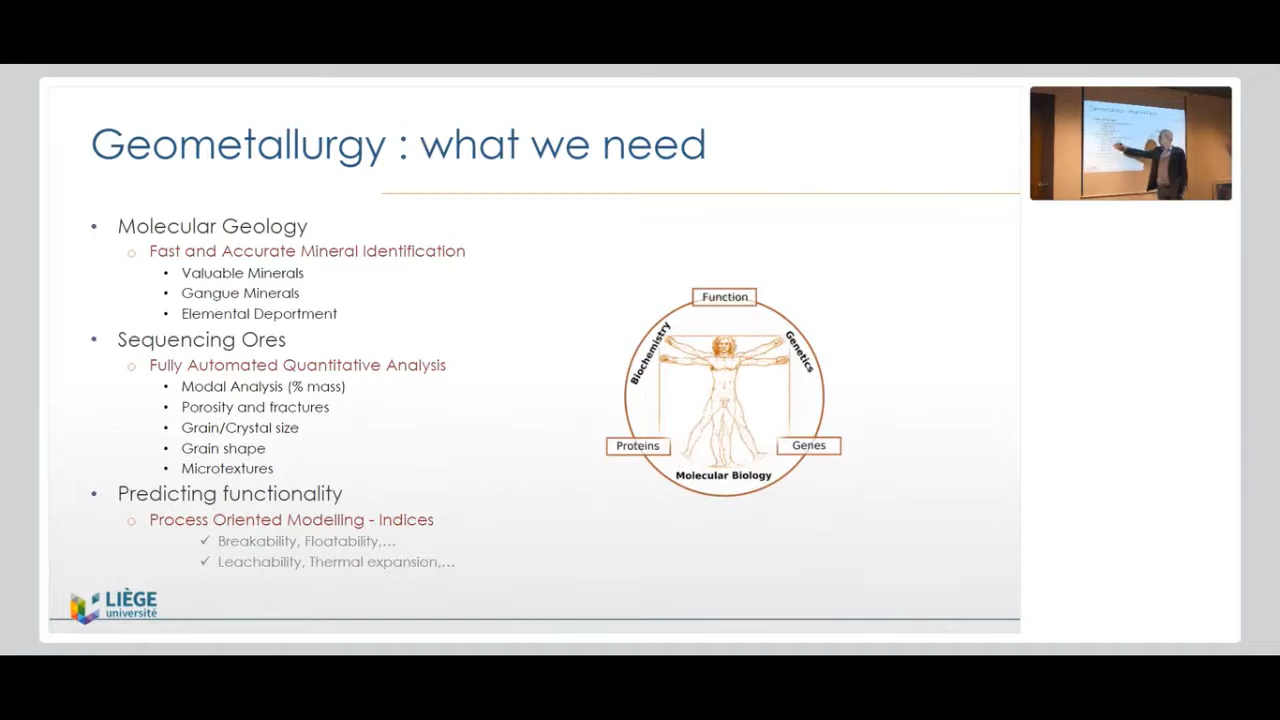 Geometallurgy : what we need
• Molecular Geology
o Fast and Accurate Mineral Identification
• Valuable Minerals
• Gangue Minerals
• Elemental Deportment
• Sequencing Ores
o Fully Automated Quantitative Analysis
• Modal Analysis (% mass)
• Porosity and fractures
• Grain/Crystal size
• Grain shape
• Microtextures
• Predicting functionality
o Process Oriented Modelling - Indices
✓ Breakability, Floatability,...
✓ Leachability, Thermal expansion,...
Function
Biochemistry
Genetics
Proteins
Genes
Molecular Biology
LIÈGE
université